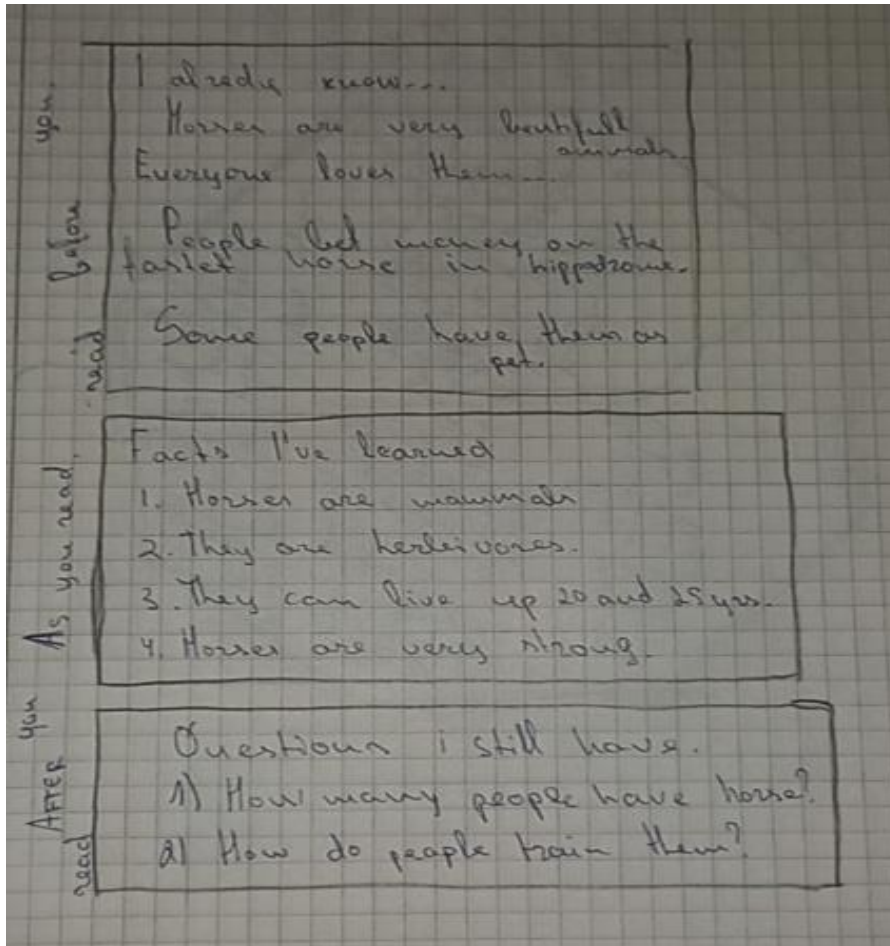 before you read
I alredy know...
Horses are very beutifull
animals.
Everyone loves them...
People bet money on the
fastet horse in hippodrome.
Some people have them as
pet.
As you read.
Facts I've learned
1. Horses are mammals
2. They are herbivores.
3. They can live up 20 and 25 yrs.
4. Horses are very strong.
AFTER you read
Questions i still have.
1) How many people have horse?
2) How do people train them?